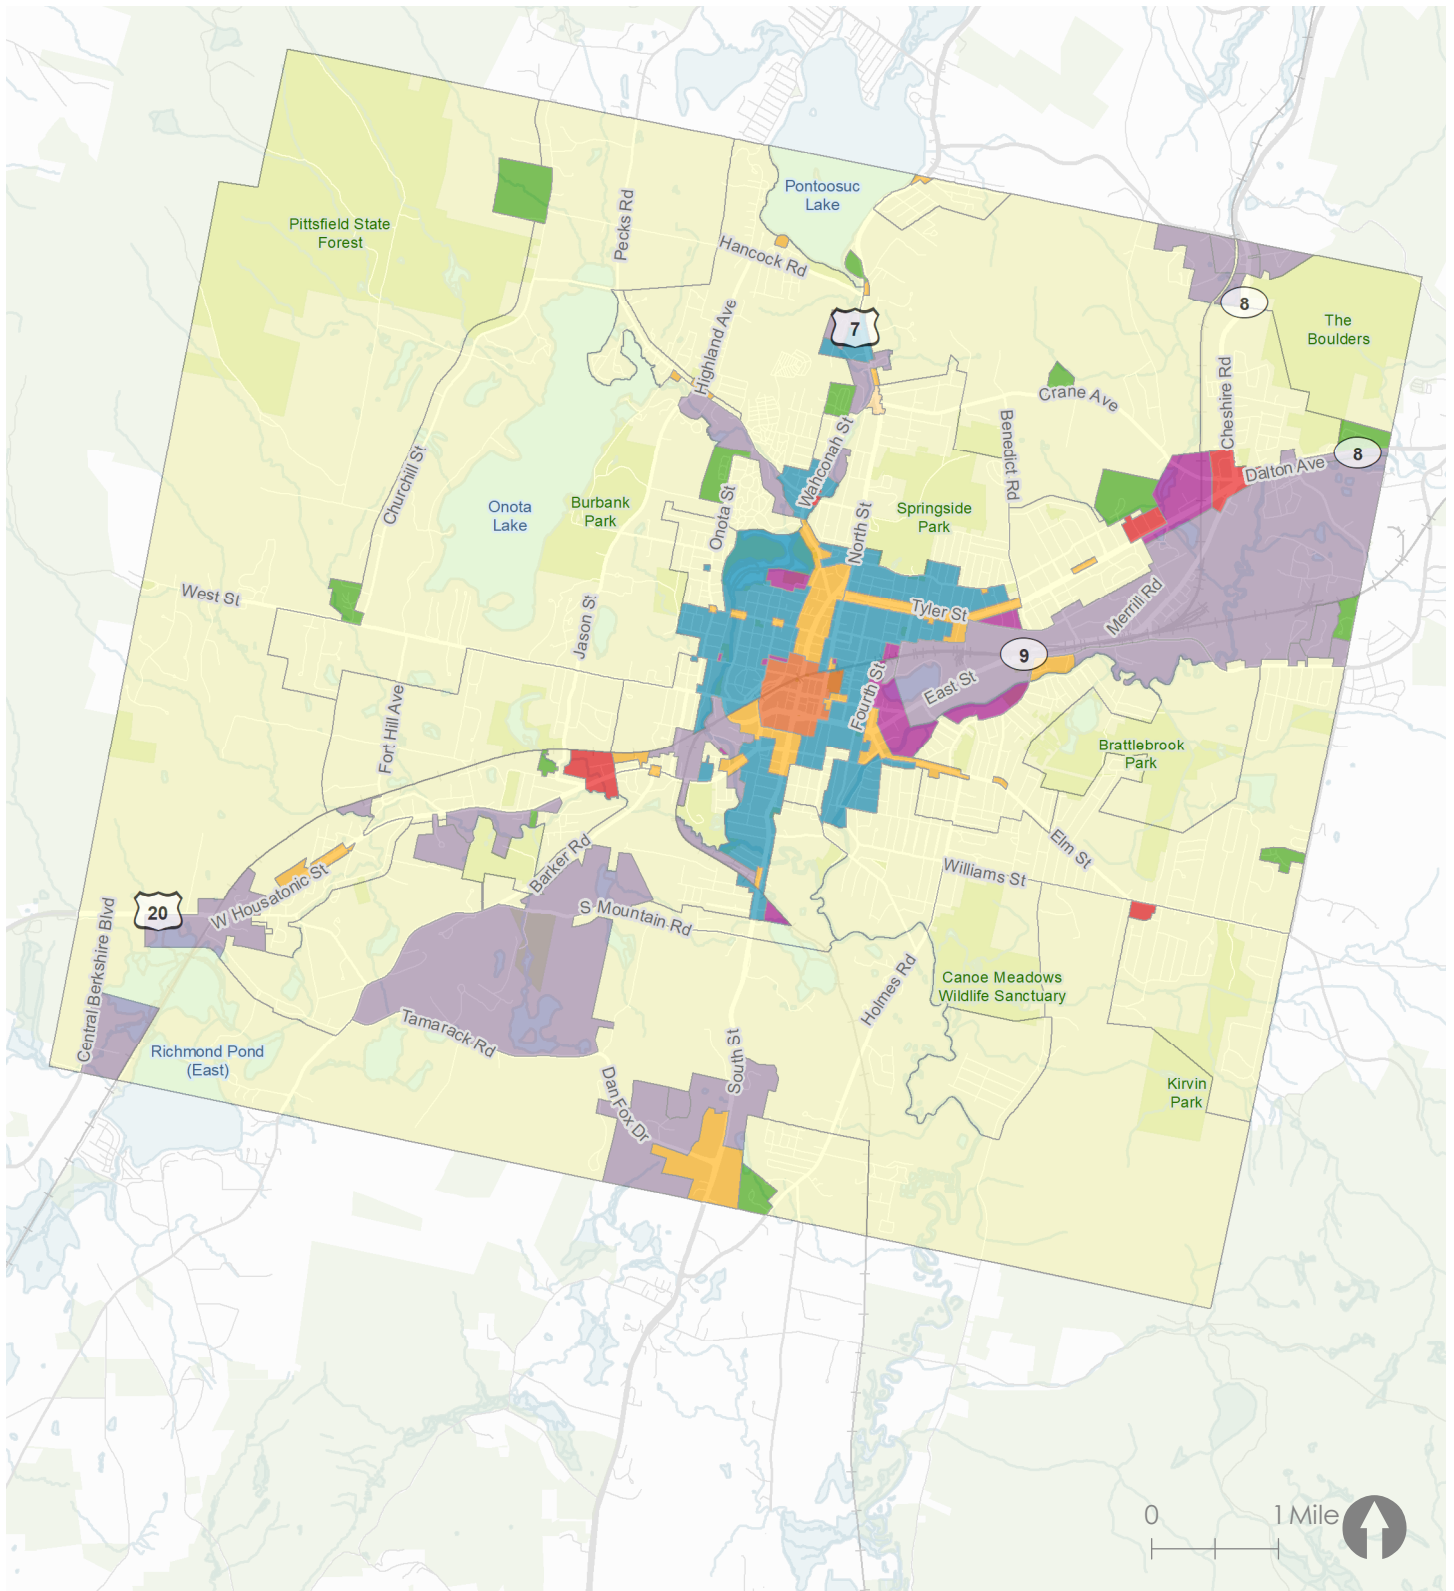 Pontoosuc
Lake
Pittsfield State
Forest
Pecks Rd
Hancock Rd
8
7
The
Boulders
Highland Ave
Crane Ave
Cheshire Rd
Benedict Rd
8
Dalton Ave
Wahconah St
Churchill St
Onota
Lake
Burbank
Park
Onota St
North St
Springside
Park
West St
Jason St
Tyler St
Merrill Rd
9
East St
Fourth St
Fort Hill Ave
Brattlebrook
Park
Elm St
Barker Rd
Williams St
W Housatonic St
20
S Mountain Rd
Central Berkshire Blvd
Canoe Meadows
Wildlife Sanctuary
Holmes Rd
Tamarack Rd
Richmond Pond
(East)
South St
Dan Fox Dr
Kirvin
Park
0 1 Mile